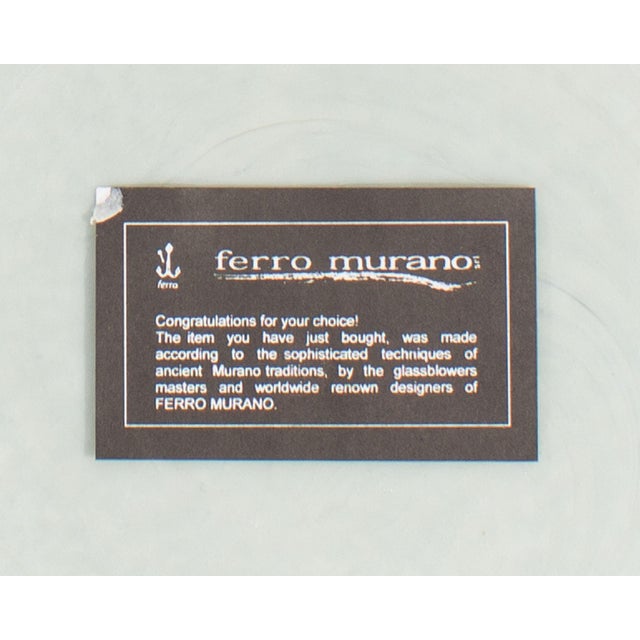 ferro murano srl
ferro
Congratulations for your choice!
The item you have just bought, was made
according to the sophisticated techniques of
ancient Murano traditions, by the glassblowers
masters and worldwide renown designers of
FERRO MURANO.